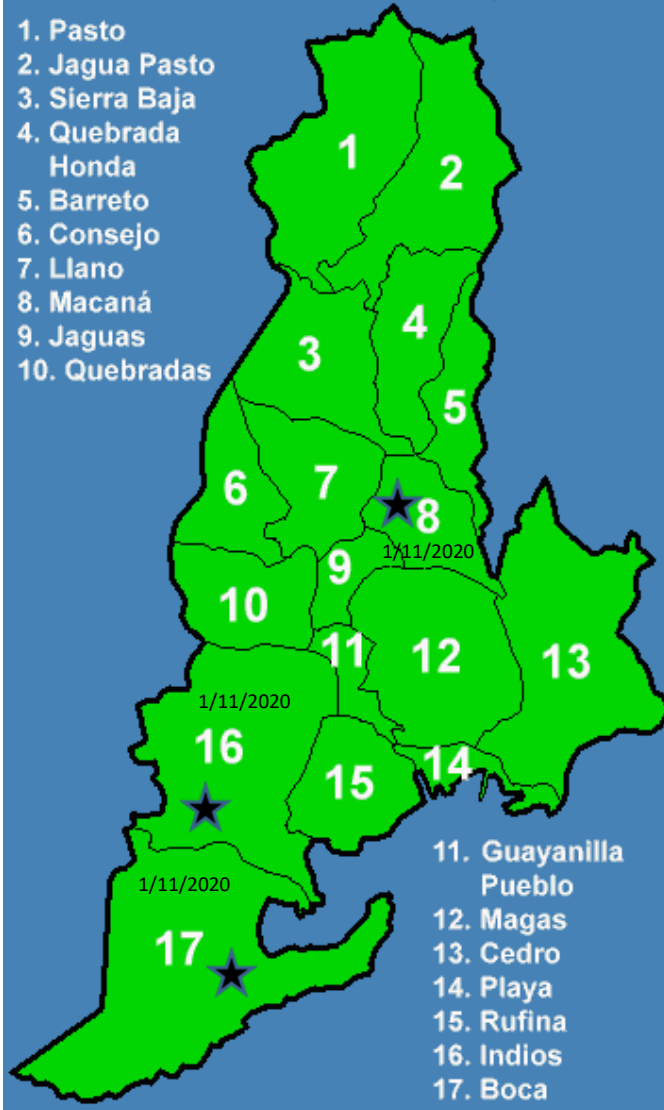 1. Pasto
2. Jagua Pasto
3. Sierra Baja
4. Quebrada
Honda
5. Barreto
6. Consejo
7. Llano
8. Macaná
9. Jaguas
10. Quebradas
1
2
3
4
5
6
7
8
1/11/2020
9
10
11
12
13
1/11/2020
16
14
15
1/11/2020
17
11. Guayanilla
Pueblo
12. Magas
13. Cedro
14. Playa
15. Rufina
16. Indios
17. Boca